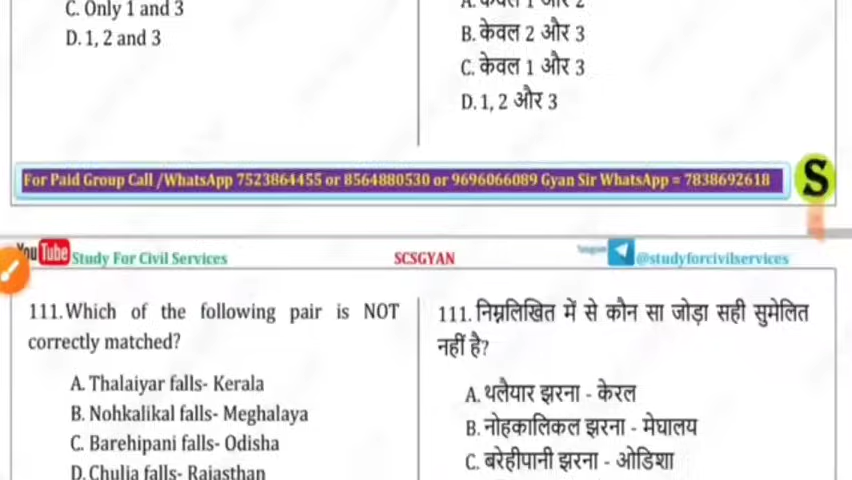 C. Only 1 and 3
D. 1, 2 and 3
B. केवल 2 और 3
C. केवल 1 और 3
D. 1, 2 और 3
For Paid Group Call /WhatsApp 7523864455 or 8564880530 or 9696066089 Gyan Sir WhatsApp = 7838692618
S
You Tube Study For Civil Services
SCSGYAN
Telegram @studyforcivilservices
111. Which of the following pair is NOT
correctly matched?
A. Thalaiyar falls- Kerala
B. Nohkalikal falls- Meghalaya
C. Barehipani falls- Odisha
D. Chulia falls- Rajasthan
111. निम्नलिखित में से कौन सा जोड़ा सही सुमेलित
नहीं है?
A. थलैयार झरना - केरल
B. नोहकालिकल झरना - मेघालय
C. बरेहीपानी झरना - ओडिशा